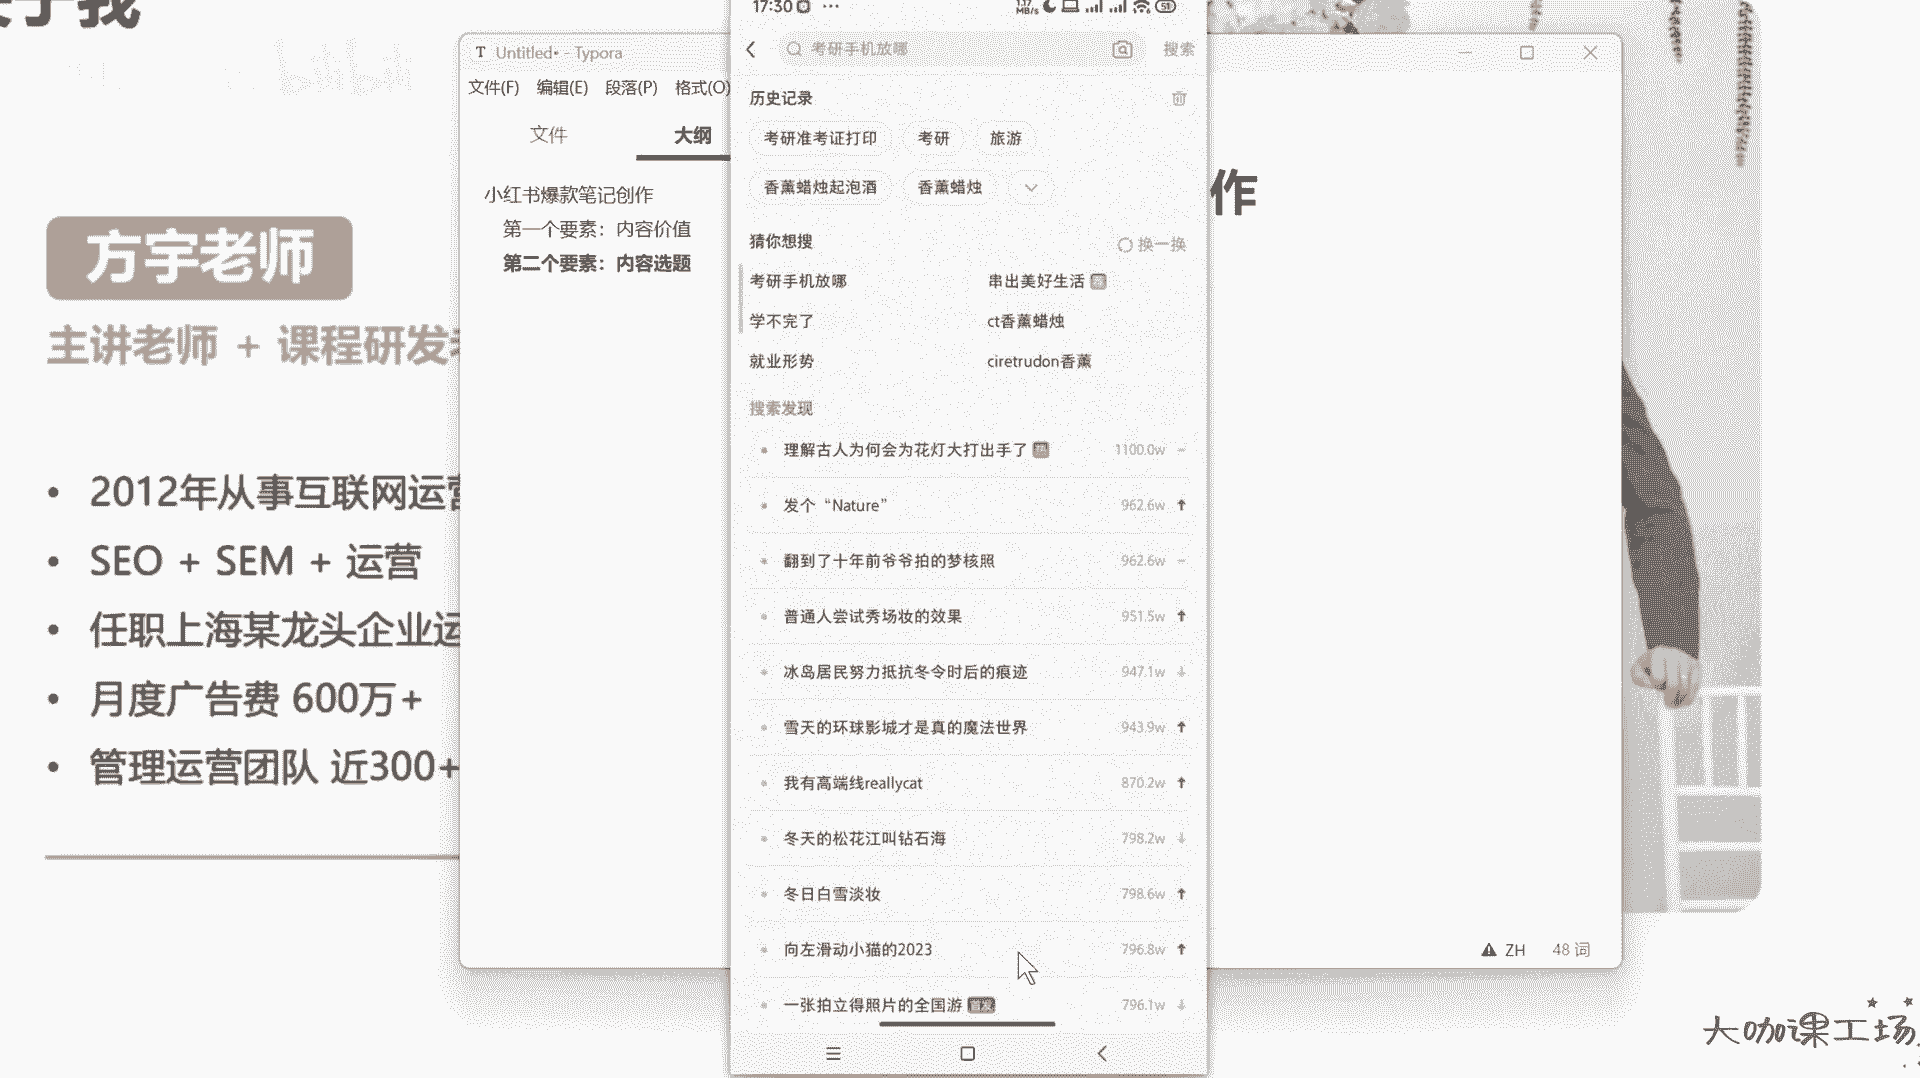 bilibili
方宇老师
主讲老师 + 课程研发
• 2012年从事互联网运营
• SEO + SEM + 运营
• 任职上海某龙头企业运
• 月度广告费 600万+
• 管理运营团队 近300+
T Untitled• - Typora
文件(F) 编辑(E) 段落(P) 格式(O)
文件 大纲
小红书爆款笔记创作
第一个要素：内容价值
第二个要素：内容选题
作
17:30
1.17 MB/s 51
考研手机放哪 搜索
历史记录
考研准考证打印 考研 旅游
香薰蜡烛起泡酒 香薰蜡烛
猜你想搜 换一换
考研手机放哪 串出美好生活
学不完了 ct香薰蜡烛
就业形势 ciretrudon香薰
搜索发现
理解古人为何会为花灯大打出手了 热 1100.0w
发个“Nature” 962.6w
翻到了十年前爷爷拍的梦核照 962.6w
普通人尝试秀场妆的效果 951.5w
冰岛居民努力抵抗冬令时后的痕迹 947.1w
雪天的环球影城才是真的魔法世界 943.9w
我有高端线reallycat 870.2w
冬天的松花江叫钻石海 798.2w
冬日白雪淡妆 798.6w
向左滑动小猫的2023 796.8w
一张拍立得照片的全国游 首发 796.1w
ZH 48 词
大咖课工场